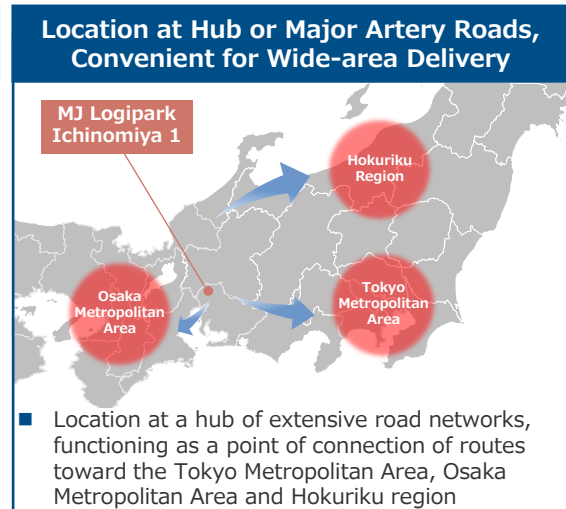 Location at Hub or Major Artery Roads,
Convenient for Wide-area Delivery
MJ Logipark
Ichinomiya 1
Hokuriku
Region
Osaka
Metropolitan
Area
Tokyo
Metropolitan
Area
■ Location at a hub of extensive road networks,
functioning as a point of connection of routes
toward the Tokyo Metropolitan Area, Osaka
Metropolitan Area and Hokuriku region